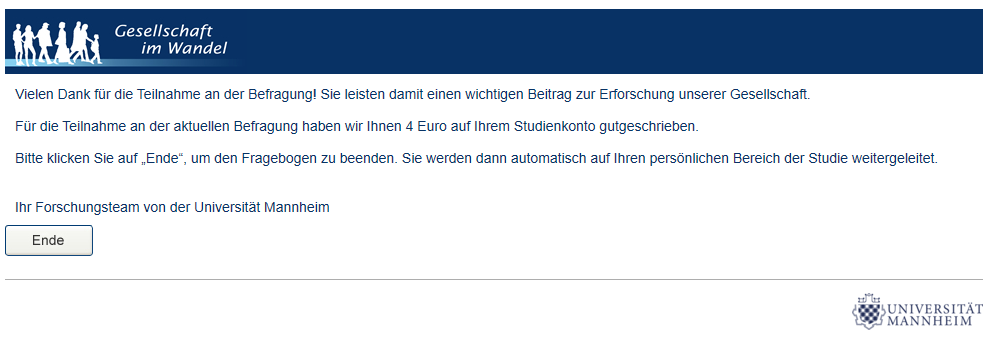 Gesellschaft
im Wandel
Vielen Dank für die Teilnahme an der Befragung! Sie leisten damit einen wichtigen Beitrag zur Erforschung unserer Gesellschaft.
Für die Teilnahme an der aktuellen Befragung haben wir Ihnen 4 Euro auf Ihrem Studienkonto gutgeschrieben.
Bitte klicken Sie auf „Ende“, um den Fragebogen zu beenden. Sie werden dann automatisch auf Ihren persönlichen Bereich der Studie weitergeleitet.
Ihr Forschungsteam von der Universität Mannheim
Ende
UNIVERSITÄT
MANNHEIM